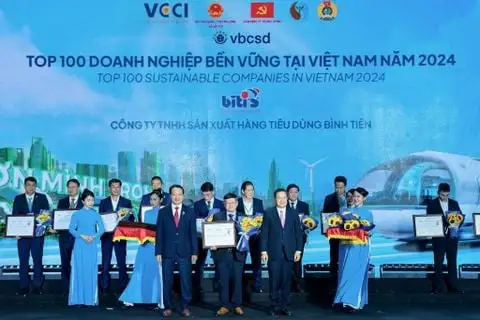 VCCI
vbcsd
TOP 100 DOANH NGHIỆP BỀN VỮNG TẠI VIỆT NAM NĂM 2024
TOP 100 SUSTAINABLE COMPANIES IN VIETNAM 2024
biti's
CÔNG TY TNHH SẢN XUẤT HÀNG TIÊU DÙNG BÌNH TIÊN